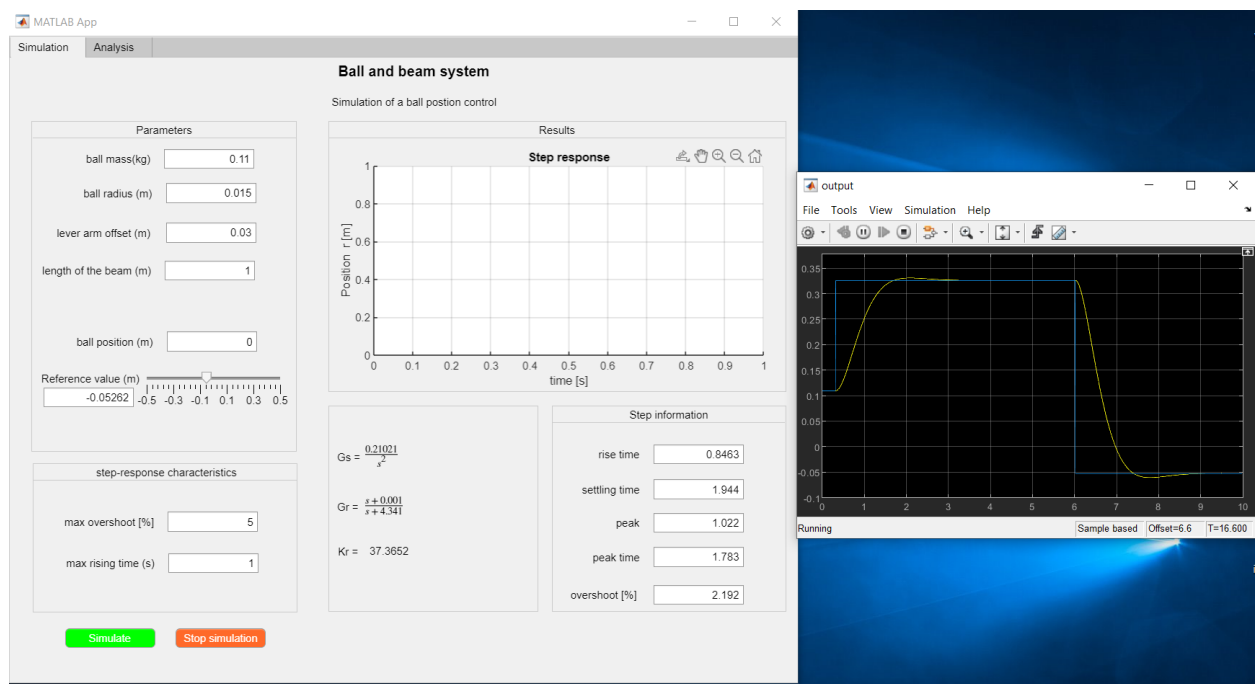 MATLAB App
Simulation Analysis
Ball and beam system
Simulation of a ball postion control
Parameters
ball mass(kg) 0.11
ball radius (m) 0.015
lever arm offset (m) 0.03
length of the beam (m) 1
ball position (m) 0
Reference value (m)
-0.05262
-0.5 -0.3 -0.1 0.1 0.3 0.5
step-response characteristics
max overshoot [%] 5
max rising time (s) 1
Simulate Stop simulation
Results
Step response
Position r [m]
1
0.8
0.6
0.4
0.2
0
0 0.1 0.2 0.3 0.4 0.5 0.6 0.7 0.8 0.9 1
time [s]
Gs = 0.21021 / s^2
Gr = s + 0.001 / s + 4.341
Kr = 37.3652
Step information
rise time 0.8463
settling time 1.944
peak 1.022
peak time 1.783
overshoot [%] 2.192
output
File Tools View Simulation Help
0.35
0.3
0.25
0.2
0.15
0.1
0.05
0
-0.05
-0.1
0 1 2 3 4 5 6 7 8 9 10
Running Sample based Offset=6.6 T=16.600